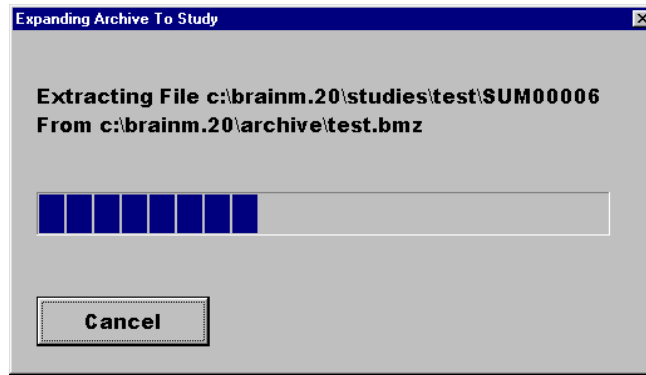 Expanding Archive To Study
Extracting File c:\brainm.20\studies\test\SUM00006
From c:\brainm.20\archive\test.bmz
Cancel